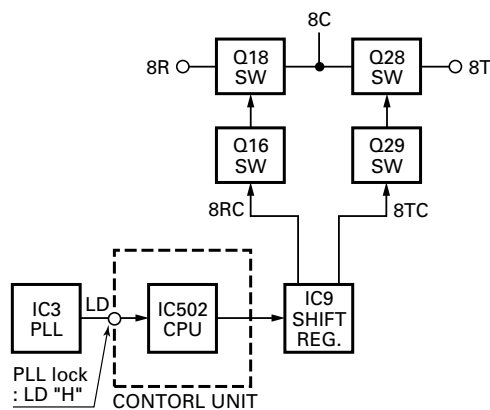 8C
8R
Q18
SW
Q28
SW
8T
Q16
SW
Q29
SW
8RC
8TC
IC3
PLL
LD
IC502
CPU
IC9
SHIFT
REG.
PLL lock
: LD "H"
CONTORL UNIT